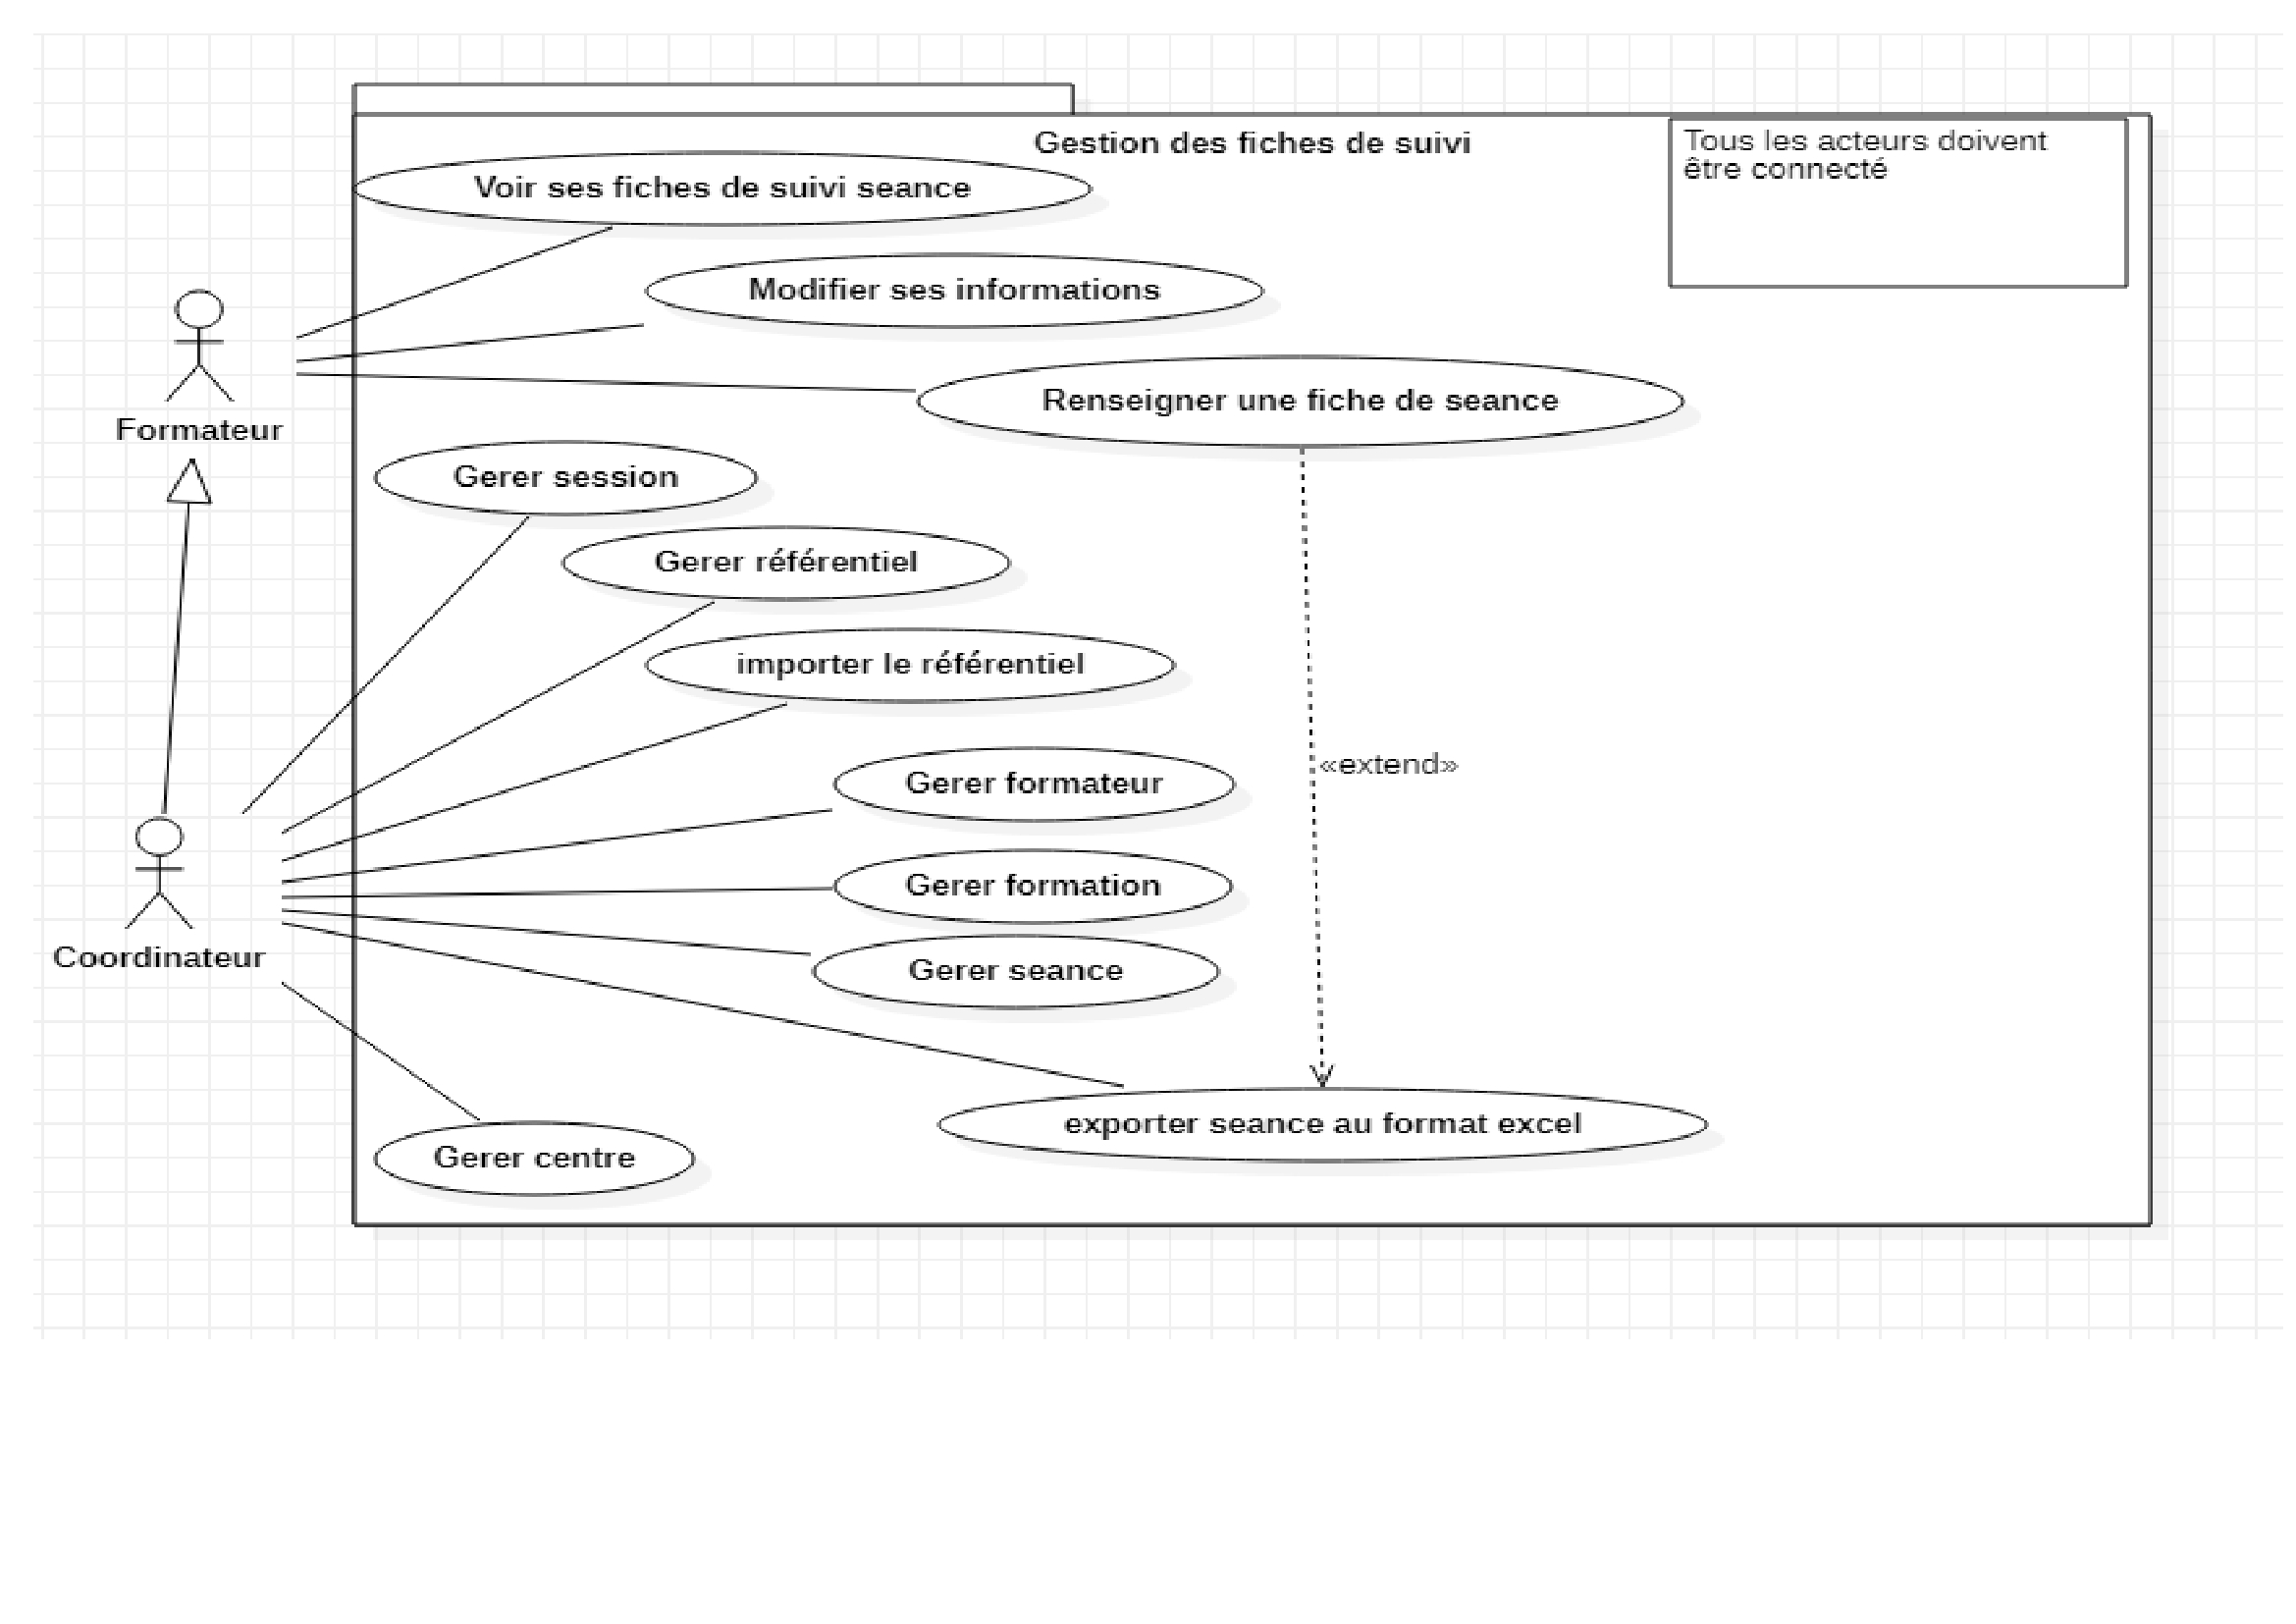 Gestion des fiches de suivi
Tous les acteurs doivent
être connecté
Voir ses fiches de suivi seance
Modifier ses informations
Renseigner une fiche de seance
Formateur
Gerer session
Gerer référentiel
importer le référentiel
«extend»
Gerer formateur
Gerer formation
Coordinateur
Gerer seance
exporter seance au format excel
Gerer centre